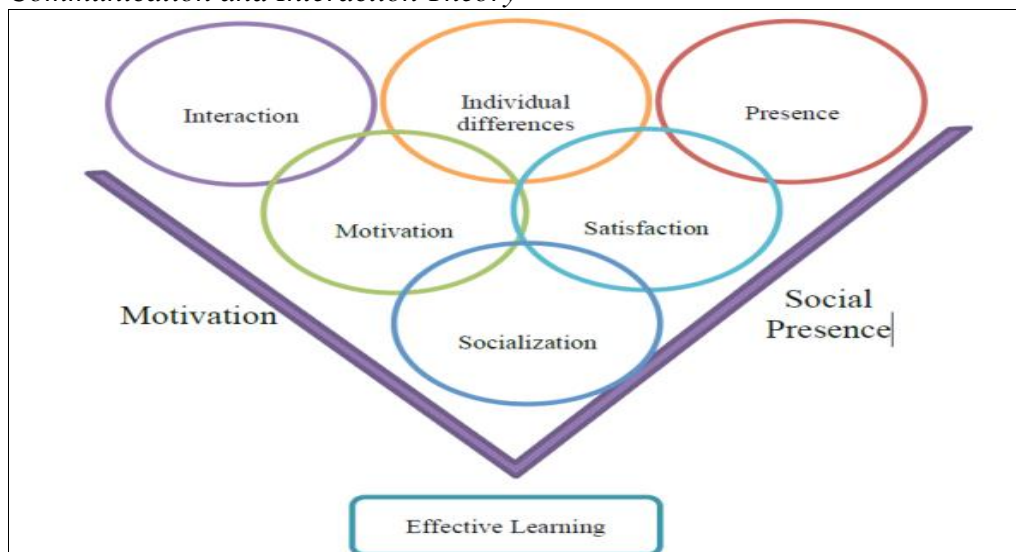 Communication and Interaction Theory
Interaction
Individual
differences
Presence
Motivation
Satisfaction
Motivation
Social
Presence
Socialization
Effective Learning